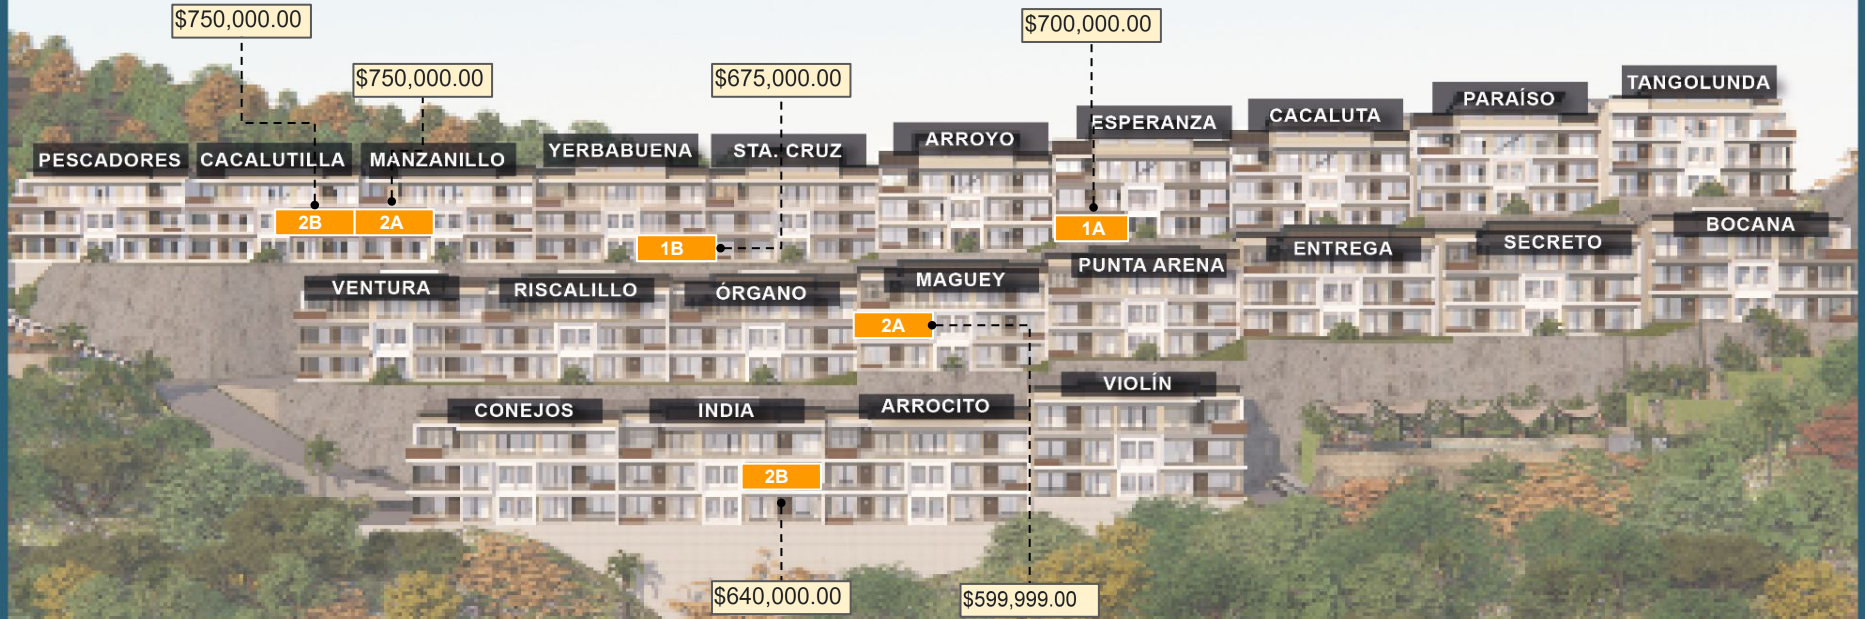 $750,000.00
$700,000.00
$750,000.00
$675,000.00
TANGOLUNDA
PARAÍSO
CACALUTA
ESPERANZA
ARROYO
STA. CRUZ
YERBABUENA
MANZANILLO
CACALUTILLA
PESCADORES
2B
2A
1B
1A
BOCANA
SECRETO
ENTREGA
PUNTA ARENA
MAGUEY
ÓRGANO
RISCALILLO
VENTURA
2A
VIOLÍN
ARROCITO
INDIA
CONEJOS
2B
$640,000.00
$599,999.00